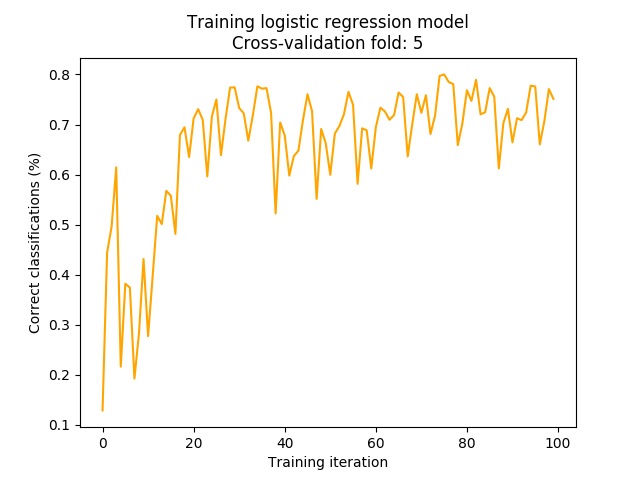 Training logistic regression model
Cross-validation fold: 5
Correct classifications (%)
0.8
0.7
0.6
0.5
0.4
0.3
0.2
0.1
0 20 40 60 80 100
Training iteration